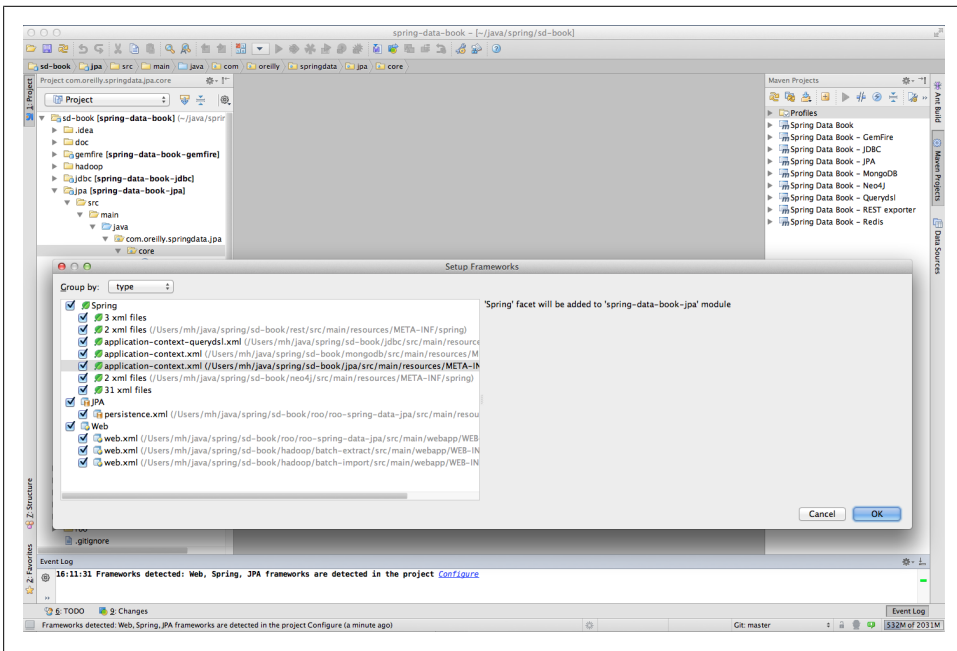 spring-data-book – [~/java/spring/sd-book]
sd-book jpa src main java com oreilly springdata jpa core
Project com.oreilly.springdata.jpa.core
Project
sd-book [spring-data-book] (~/java/sprir
.idea
doc
gemfire [spring-data-book-gemfire]
hadoop
jdbc [spring-data-book-jdbc]
jpa [spring-data-book-jpa]
src
main
java
com.oreilly.springdata.jpa
core
1: Project
Z: Structure
2: Favorites
Maven Projects
Profiles
Spring Data Book
Spring Data Book – GemFire
Spring Data Book – JDBC
Spring Data Book – JPA
Spring Data Book – MongoDB
Spring Data Book – Neo4J
Spring Data Book – Querydsl
Spring Data Book – REST exporter
Spring Data Book – Redis
Ant Build
Maven Projects
Data Sources
Setup Frameworks
Group by: type
Spring
3 xml files
2 xml files (/Users/mh/java/spring/sd-book/rest/src/main/resources/META-INF/spring)
application-context-querydsl.xml (/Users/mh/java/spring/sd-book/jdbc/src/main/resource
application-context.xml (/Users/mh/java/spring/sd-book/mongodb/src/main/resources/M
application-context.xml (/Users/mh/java/spring/sd-book/jpa/src/main/resources/META-IN
2 xml files (/Users/mh/java/spring/sd-book/neo4j/src/main/resources/META-INF/spring)
31 xml files
JPA
persistence.xml (/Users/mh/java/spring/sd-book/roo/roo-spring-data-jpa/src/main/resou
Web
web.xml (/Users/mh/java/spring/sd-book/roo/roo-spring-data-jpa/src/main/webapp/WEB-
web.xml (/Users/mh/java/spring/sd-book/hadoop/batch-extract/src/main/webapp/WEB-IN
web.xml (/Users/mh/java/spring/sd-book/hadoop/batch-import/src/main/webapp/WEB-IN
'Spring' facet will be added to 'spring-data-book-jpa' module
Cancel OK
.gitignore
Event Log
16:11:31 Frameworks detected: Web, Spring, JPA frameworks are detected in the project Configure
6: TODO 9: Changes Event Log
Frameworks detected: Web, Spring, JPA frameworks are detected in the project Configure (a minute ago) Git: master 532M of 2031M